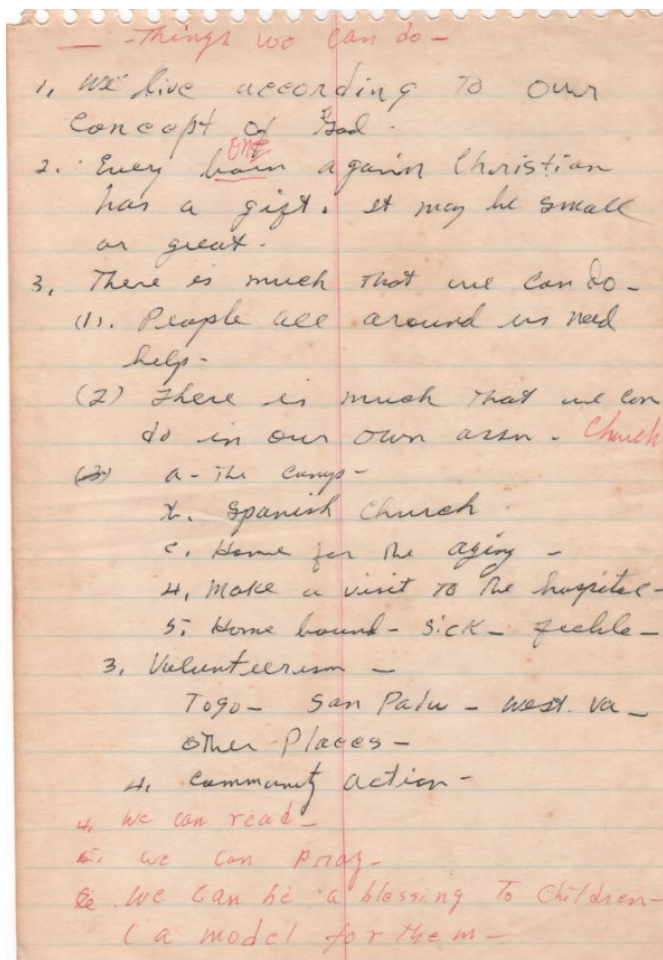 — - Things we can do -
1. We live according to our
Concept of God.
one
2. Every born again Christian
has a gift. It may be small
or great.
3. There is much that we can do -
(1). People all around us need
help -
(2) There is much that we can
do in our own assn. - Church
(3) a - The camps -
b. Spanish Church
c. Home for the aging -
4. Make a visit to the hospital -
5. Home bound - sick - feeble -
3. Volunteerism -
Togo - San Palu - West. Va -
other Places -
4. Community action -
4. We can read -
5. We can pray -
6. We can be a blessing to children -
( a model for them -